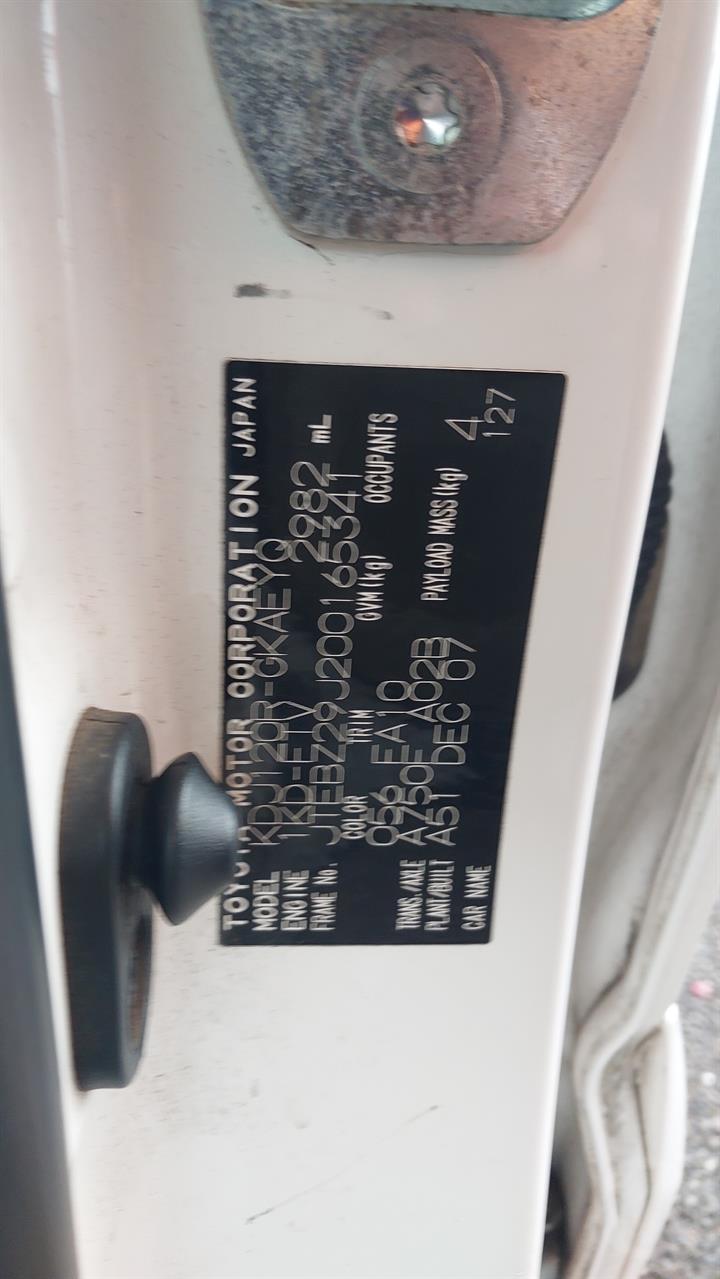 TOYOTA MOTOR CORPORATION JAPAN
MODEL KDJ120R-GKAEYQ
ENGINE 1KD-FTV 2982 mL
FRAME No. JTEBZ29J200165341
COLOR TRIM GVM(kg) OCCUPANTS
056 FA10 4
TRANS./AXLE A750F A02B PAYLOAD MASS(kg) 127
PLANT/BUILT A51 DEC 07
CAR NAME